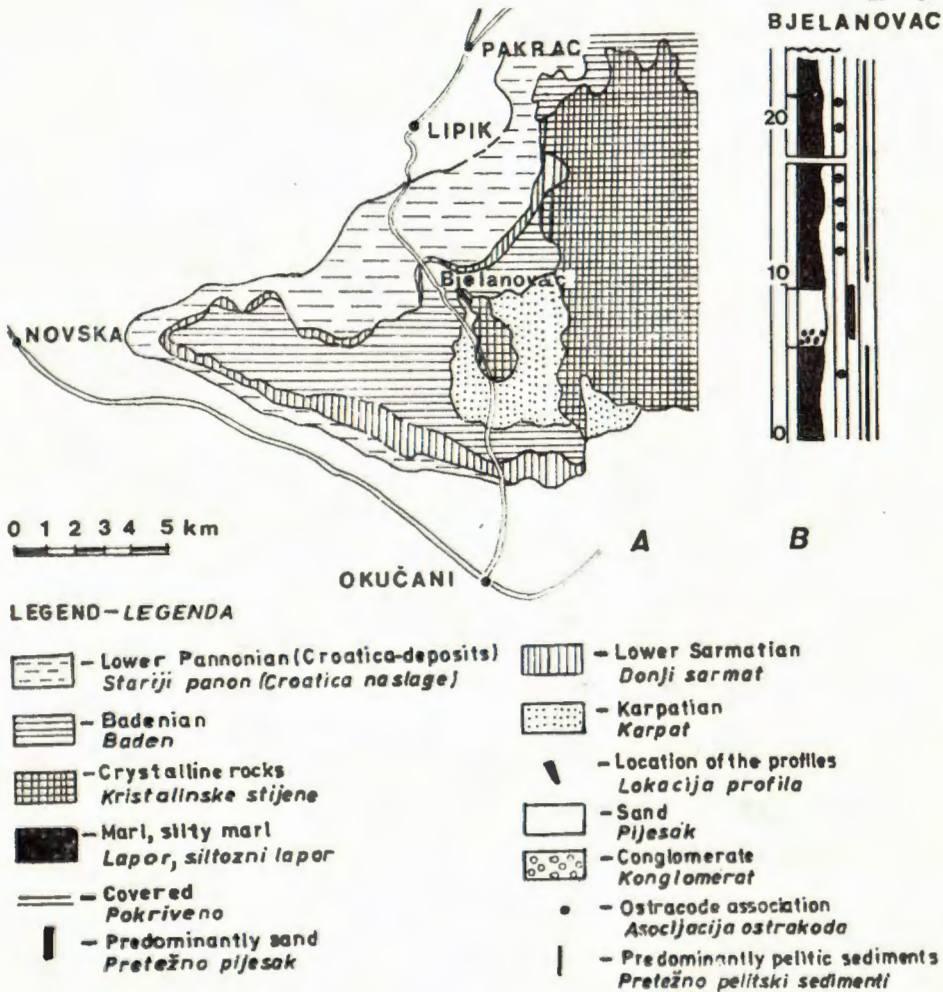 BJELANOVAC
PAKRAC
LIPIK
20
Bjelanovac
10
NOVSKA
0
0 1 2 3 4 5 km
A
B
OKUČANI
LEGEND-LEGENDA
- Lower Pannonian (Croatica-deposits)
Stariji panon (Croatica naslage)
- Badenian
Baden
- Crystalline rocks
Kristalinske stijene
- Marl, silty marl
Lapor, siltozni lapor
- Covered
Pokriveno
- Predominantly sand
Pretežno pijesak
- Lower Sarmatian
Donji sarmat
- Karpatian
Karpat
- Location of the profiles
Lokacija profila
- Sand
Pijesak
- Conglomerate
Konglomerat
- Ostracode association
Asocijacija ostrakoda
- Predominantly pelitic sediments
Pretežno pelitski sedimenti